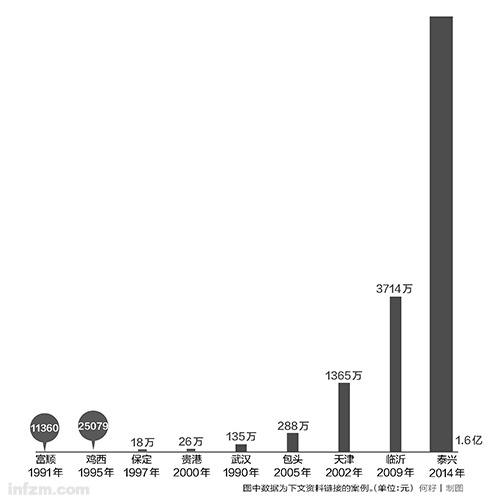 3714万
1365万
11360
25079
18万
26万
135万
288万
1.6亿
富顺 鸡西 保定 贵港 武汉 包头 天津 临沂 泰兴
1991年 1995年 1997年 2000年 1990年 2005年 2002年 2009年 2014年
图中数据为下文资料链接的案例。(单位:元) 何籽丨制图
infzm.com